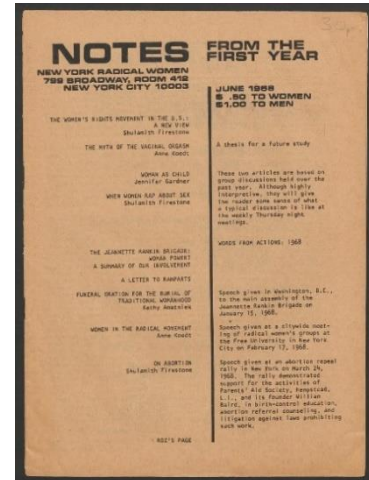 NOTES FROM THE
FIRST YEAR
NEW YORK RADICAL WOMEN
799 BROADWAY, ROOM 412
NEW YORK CITY 10003
JUNE 1968
$ .50 TO WOMEN
$1.00 TO MEN
THE WOMEN'S RIGHTS MOVEMENT IN THE U.S.:
A NEW VIEW
Shulamith Firestone
THE MYTH OF THE VAGINAL ORGASM
Anne Koedt
A thesis for a future study
WOMAN AS CHILD
Jennifer Gardner
WHEN WOMEN RAP ABOUT SEX
Shulamith Firestone
These two articles are based on
group discussions held over the
past year. Although highly
interpretive, they will give
the reader some sense of what
a typical discussion is like at
the weekly Thursday night
meetings.
WORDS FROM ACTIONS: 1968
THE JEANNETTE RANKIN BRIGADE:
WOMAN POWER?
A SUMMARY OF OUR INVOLVEMENT
A LETTER TO RAMPARTS
FUNERAL ORATION FOR THE BURIAL OF
TRADITIONAL WOMANHOOD
Kathy Amatniek
Speech given in Washington, D.C.,
to the main assembly of the
Jeannette Rankin Brigade on
January 15, 1968.
WOMEN IN THE RADICAL MOVEMENT
Anne Koedt
Speech given at a citywide meet-
ing of radical women's groups at
the Free University in New York
City on February 17, 1968.
ON ABORTION
Shulamith Firestone
Speech given at an abortion repeal
rally in New York on March 24,
1968. The rally demonstrated
support for the activities of
Parents' Aid Society, Hempstead,
L.I., and its founder William
Baird, in birth-control education,
abortion referral counseling, and
litigation against laws prohibiting
such work.
PAGE